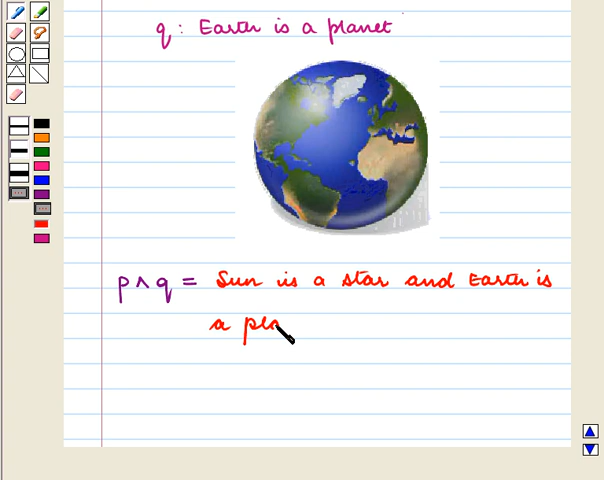 q : Earth is a planet
p ∧ q = Sun is a star and Earth is
a pla